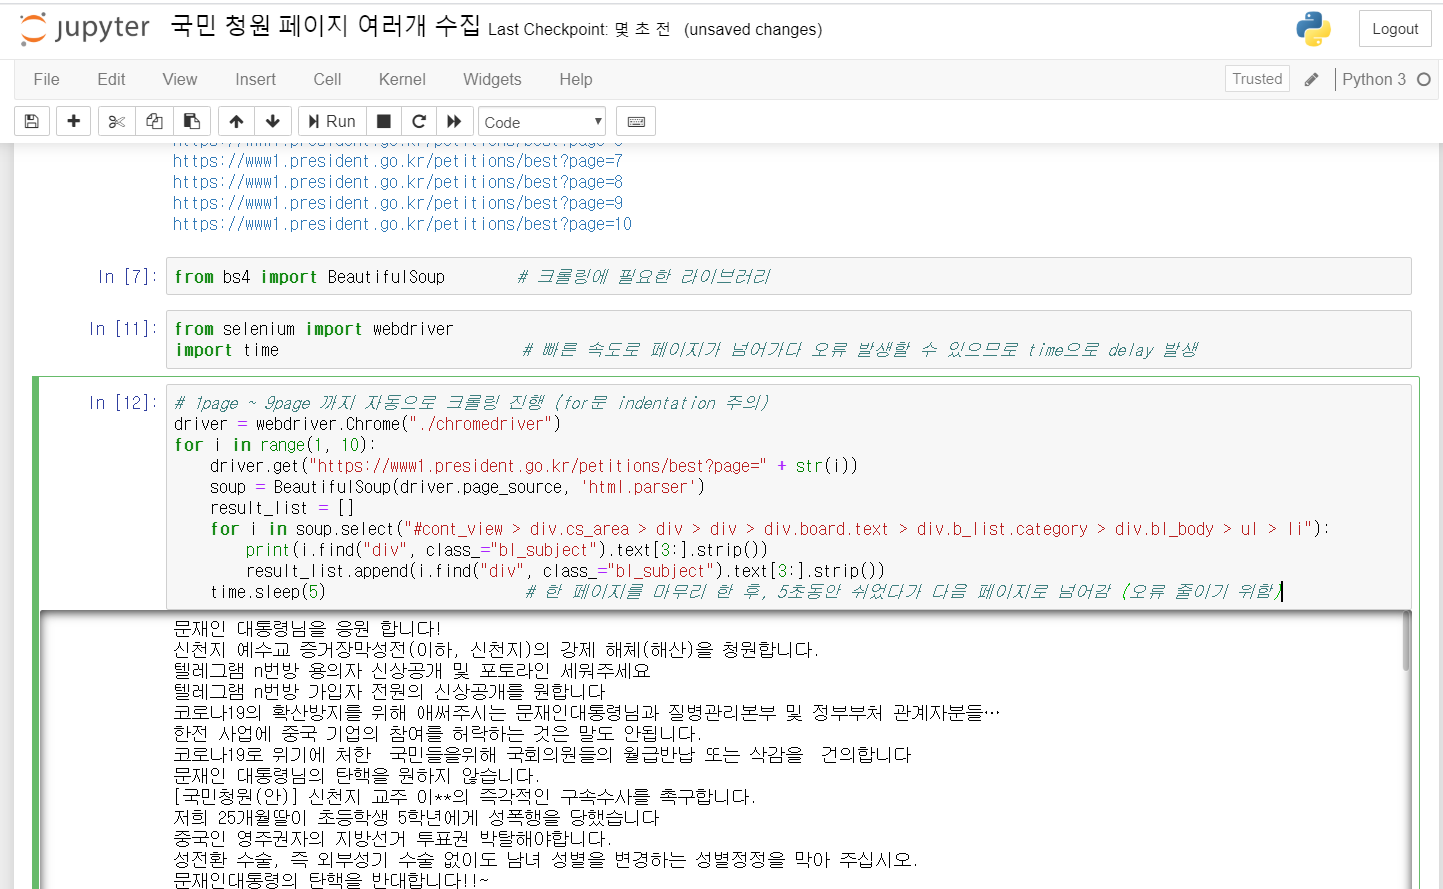 jupyter 국민 청원 페이지 여러개 수집 Last Checkpoint: 몇 초 전 (unsaved changes) Logout
File Edit View Insert Cell Kernel Widgets Help Trusted Python 3
Run Code
https://www1.president.go.kr/petitions/best?page=7
https://www1.president.go.kr/petitions/best?page=8
https://www1.president.go.kr/petitions/best?page=9
https://www1.president.go.kr/petitions/best?page=10
In [7]: from bs4 import BeautifulSoup # 크롤링에 필요한 라이브러리
In [11]: from selenium import webdriver
import time # 빠른 속도로 페이지가 넘어가다 오류 발생할 수 있으므로 time으로 delay 발생
In [12]: # 1page ~ 9page 까지 자동으로 크롤링 진행 (for문 indentation 주의)
driver = webdriver.Chrome("./chromedriver")
for i in range(1, 10):
driver.get("https://www1.president.go.kr/petitions/best?page=" + str(i))
soup = BeautifulSoup(driver.page_source, 'html.parser')
result_list = []
for i in soup.select("#cont_view > div.cs_area > div > div > div.board.text > div.b_list.category > div.bl_body > ul > li"):
print(i.find("div", class_="bl_subject").text[3:].strip())
result_list.append(i.find("div", class_="bl_subject").text[3:].strip())
time.sleep(5) # 한 페이지를 마무리 한 후, 5초동안 쉬었다가 다음 페이지로 넘어감 (오류 줄이기 위함)
문재인 대통령님을 응원 합니다!
신천지 예수교 증거장막성전(이하, 신천지)의 강제 해체(해산)을 청원합니다.
텔레그램 n번방 용의자 신상공개 및 포토라인 세워주세요
텔레그램 n번방 가입자 전원의 신상공개를 원합니다
코로나19의 확산방지를 위해 애써주시는 문재인대통령님과 질병관리본부 및 정부부처 관계자분들…
한전 사업에 중국 기업의 참여를 허락하는 것은 말도 안됩니다.
코로나19로 위기에 처한  국민들을위해 국회의원들의 월급반납 또는 삭감을  건의합니다
문재인 대통령님의 탄핵을 원하지 않습니다.
[국민청원(안)] 신천지 교주 이**의 즉각적인 구속수사를 촉구합니다.
저희 25개월딸이 초등학생 5학년에게 성폭행을 당했습니다
중국인 영주권자의 지방선거 투표권 박탈해야합니다.
성전환 수술, 즉 외부성기 수술 없이도 남녀 성별을 변경하는 성별정정을 막아 주십시오.
문재인대통령의 탄핵을 반대합니다!!~